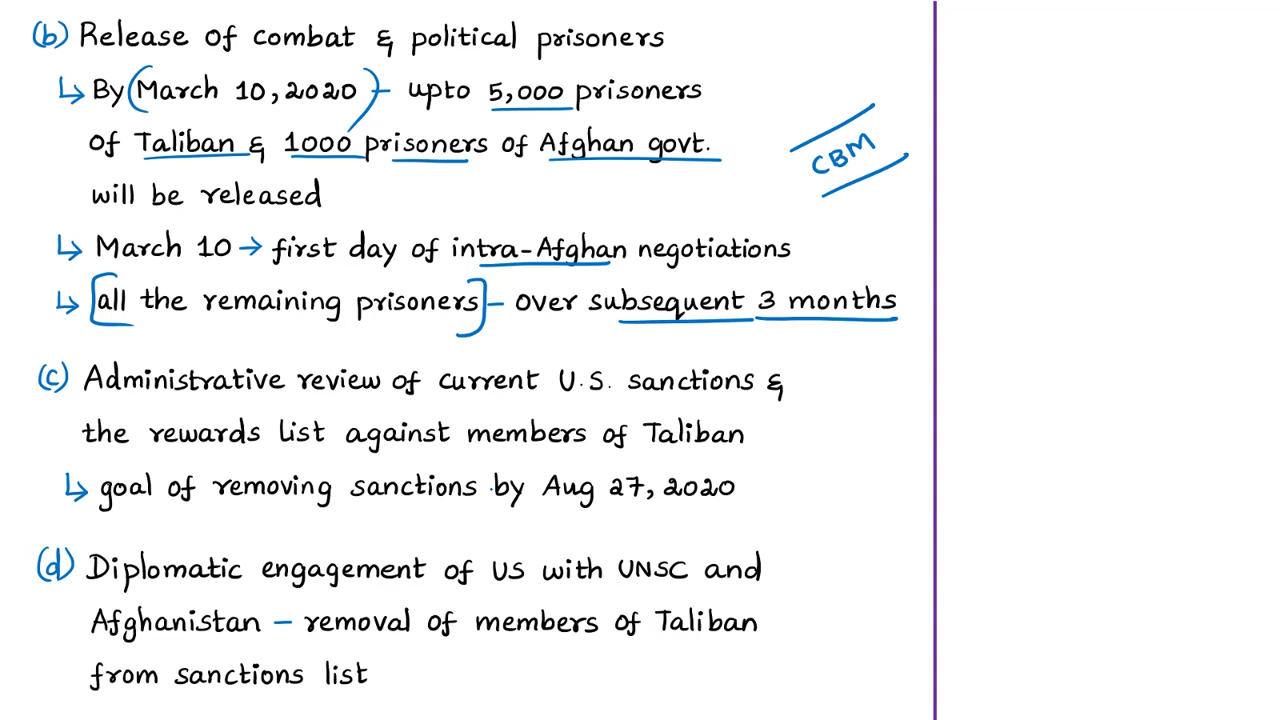 (b) Release of combat & political prisoners
↳ By (March 10, 2020) - upto 5,000 prisoners
of Taliban & 1000 prisoners of Afghan govt.
will be released
CBM
↳ March 10 → first day of intra-Afghan negotiations
↳ [all the remaining prisoners] - over subsequent 3 months
(c) Administrative review of current U.S. sanctions &
the rewards list against members of Taliban
↳ goal of removing sanctions by Aug 27, 2020
(d) Diplomatic engagement of US with UNSC and
Afghanistan - removal of members of Taliban
from sanctions list